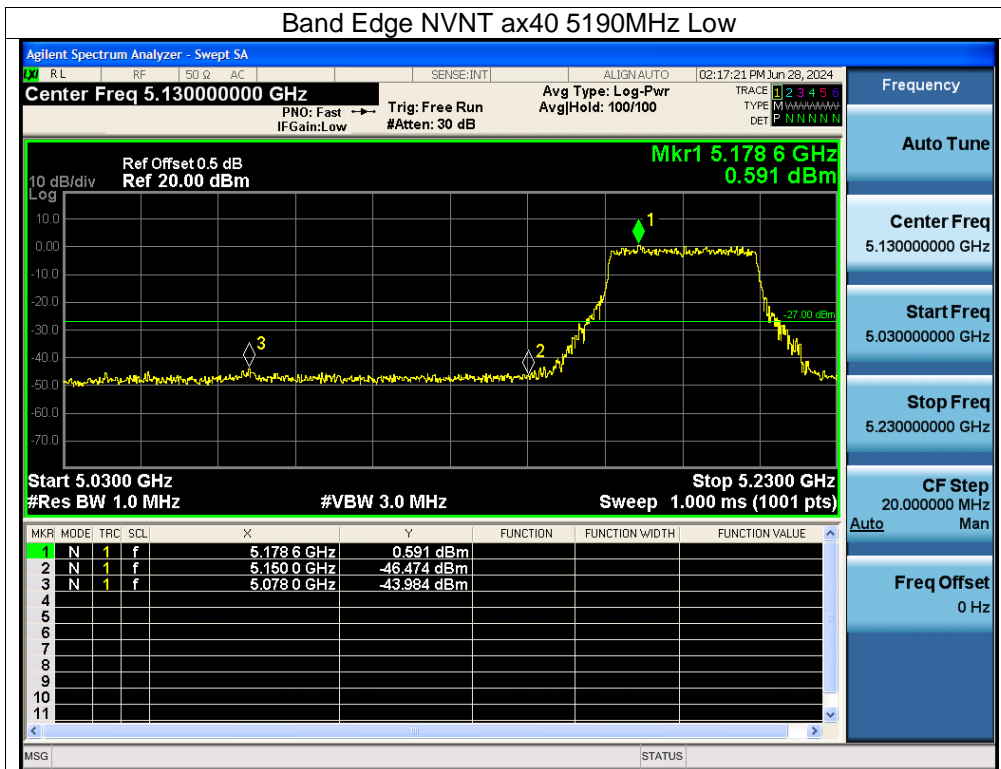 Band Edge NVNT ax40 5190MHz Low
Agilent Spectrum Analyzer - Swept SA
LXI RL RF 50 Ω AC SENSE:INT ALIGN AUTO 02:17:21 PM Jun 28, 2024
Center Freq 5.130000000 GHz
PNO: Fast
IFGain:Low
Trig: Free Run
#Atten: 30 dB
Avg Type: Log-Pwr
Avg|Hold: 100/100
TRACE 1 2 3 4 5 6
TYPE M WWWWW
DET P N N N N N
Ref Offset 0.5 dB
Ref 20.00 dBm
10 dB/div
Log
Mkr1 5.178 6 GHz
0.591 dBm
10.0
0.00
-10.0
-20.0
-30.0
-40.0
-50.0
-60.0
-70.0
1
2
3
-27.00 dBm
Start 5.0300 GHz
Stop 5.2300 GHz
#Res BW 1.0 MHz
#VBW 3.0 MHz
Sweep 1.000 ms (1001 pts)
MKR MODE TRC SCL X Y FUNCTION FUNCTION WIDTH FUNCTION VALUE
1 N 1 f 5.178 6 GHz 0.591 dBm
2 N 1 f 5.150 0 GHz -46.474 dBm
3 N 1 f 5.078 0 GHz -43.984 dBm
4
5
6
7
8
9
10
11
MSG
STATUS
Frequency
Auto Tune
Center Freq
5.130000000 GHz
Start Freq
5.030000000 GHz
Stop Freq
5.230000000 GHz
CF Step
20.000000 MHz
Auto Man
Freq Offset
0 Hz